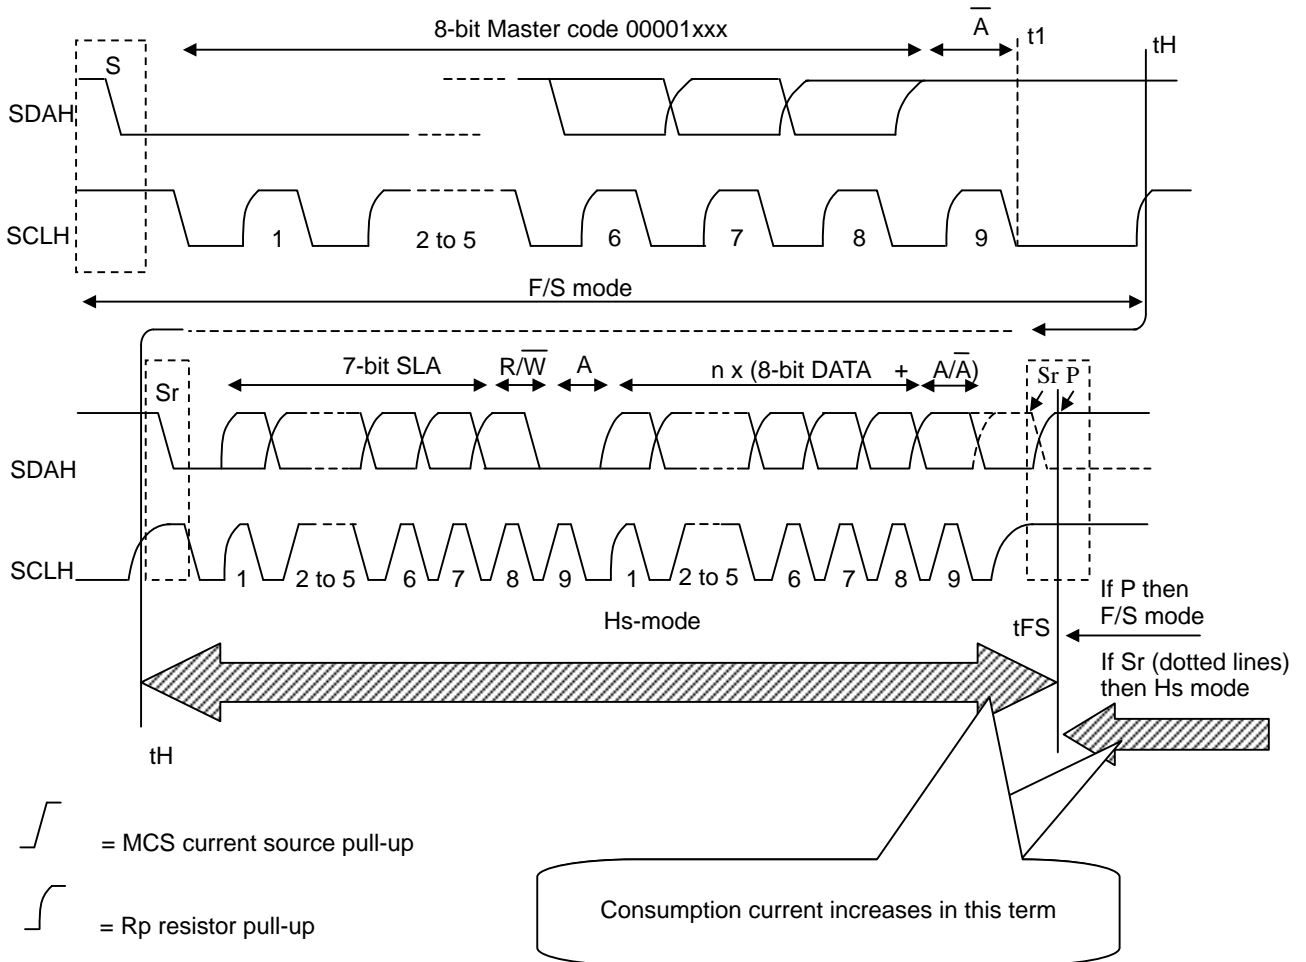 8-bit Master code 00001xxx
A̅
t1
tH
S
SDAH
SCLH
1
2 to 5
6
7
8
9
F/S mode
7-bit SLA
R/W̅
A
n x (8-bit DATA + A/A̅)
Sr
Sr P
SDAH
SCLH
1
2 to 5
6
7
8
9
1
2 to 5
6
7
8
9
Hs-mode
tFS
If P then
F/S mode
If Sr (dotted lines)
then Hs mode
tH
= MCS current source pull-up
= Rp resistor pull-up
Consumption current increases in this term